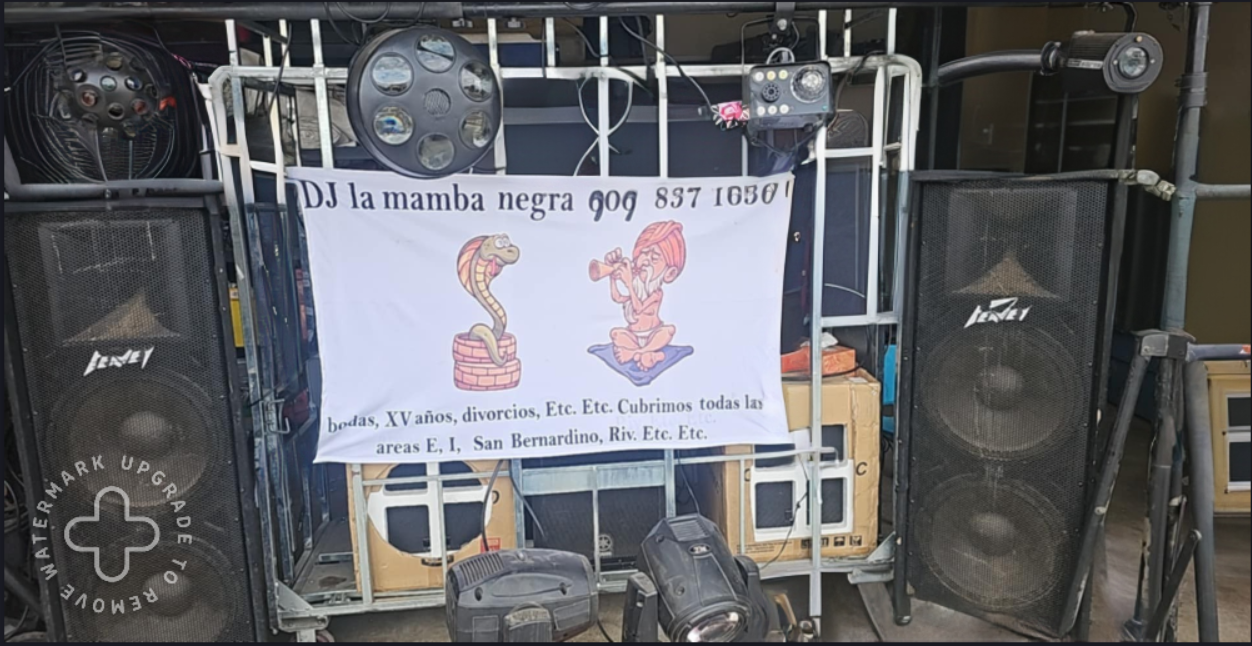 DJ la mamba negra 909 837 1650
bodas, XV años, divorcios, Etc. Etc. Cubrimos todas las
areas E, I, San Bernardino, Riv. Etc. Etc.
PEAVEY
PEAVEY
UPGRADE TO REMOVE WATERMARK